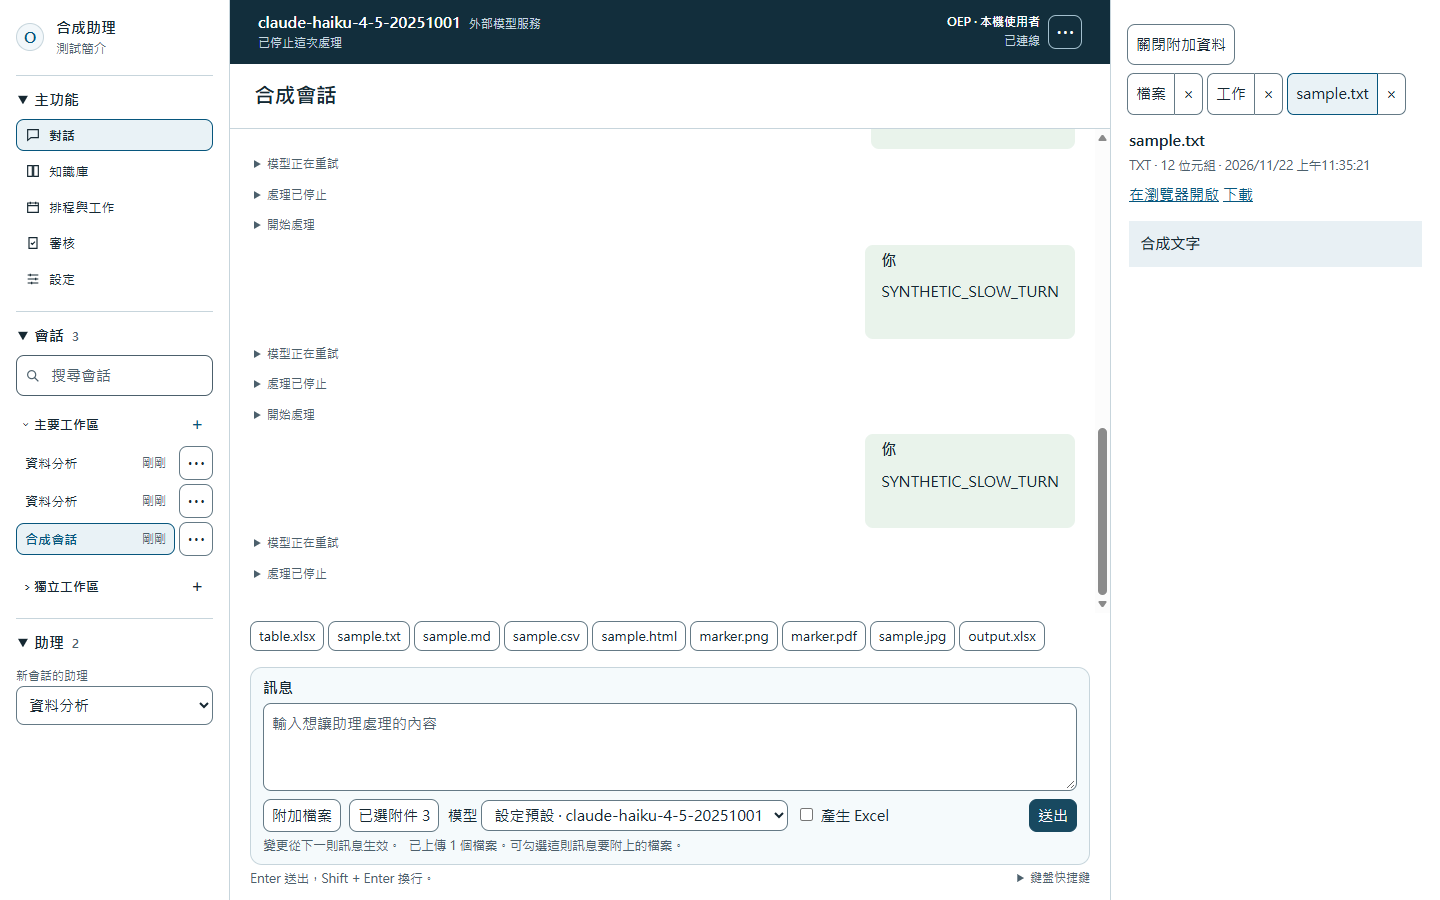 O
合成助理
測試簡介
▼ 主功能
對話
知識庫
排程與工作
審核
設定
▼ 會話 3
搜尋會話
主要工作區 +
資料分析 剛剛 ...
資料分析 剛剛 ...
合成會話 剛剛 ...
獨立工作區 +
▼ 助理 2
新會話的助理
資料分析
claude-haiku-4-5-20251001 外部模型服務
已停止這次處理
OEP · 本機使用者
已連線
...
合成會話
▶ 模型正在重試
▶ 處理已停止
▶ 開始處理
你
SYNTHETIC_SLOW_TURN
▶ 模型正在重試
▶ 處理已停止
▶ 開始處理
你
SYNTHETIC_SLOW_TURN
▶ 模型正在重試
▶ 處理已停止
table.xlsx sample.txt sample.md sample.csv sample.html marker.png marker.pdf sample.jpg output.xlsx
訊息
輸入想讓助理處理的內容
附加檔案 已選附件 3 模型 設定預設 · claude-haiku-4-5-20251001 產生 Excel 送出
變更從下一則訊息生效。 已上傳 1 個檔案。可勾選這則訊息要附上的檔案。
Enter 送出，Shift + Enter 換行。 ▶ 鍵盤快捷鍵
關閉附加資料
檔案 × 工作 × sample.txt ×
sample.txt
TXT · 12 位元組 · 2026/11/22 上午11:35:21
在瀏覽器開啟 下載
合成文字